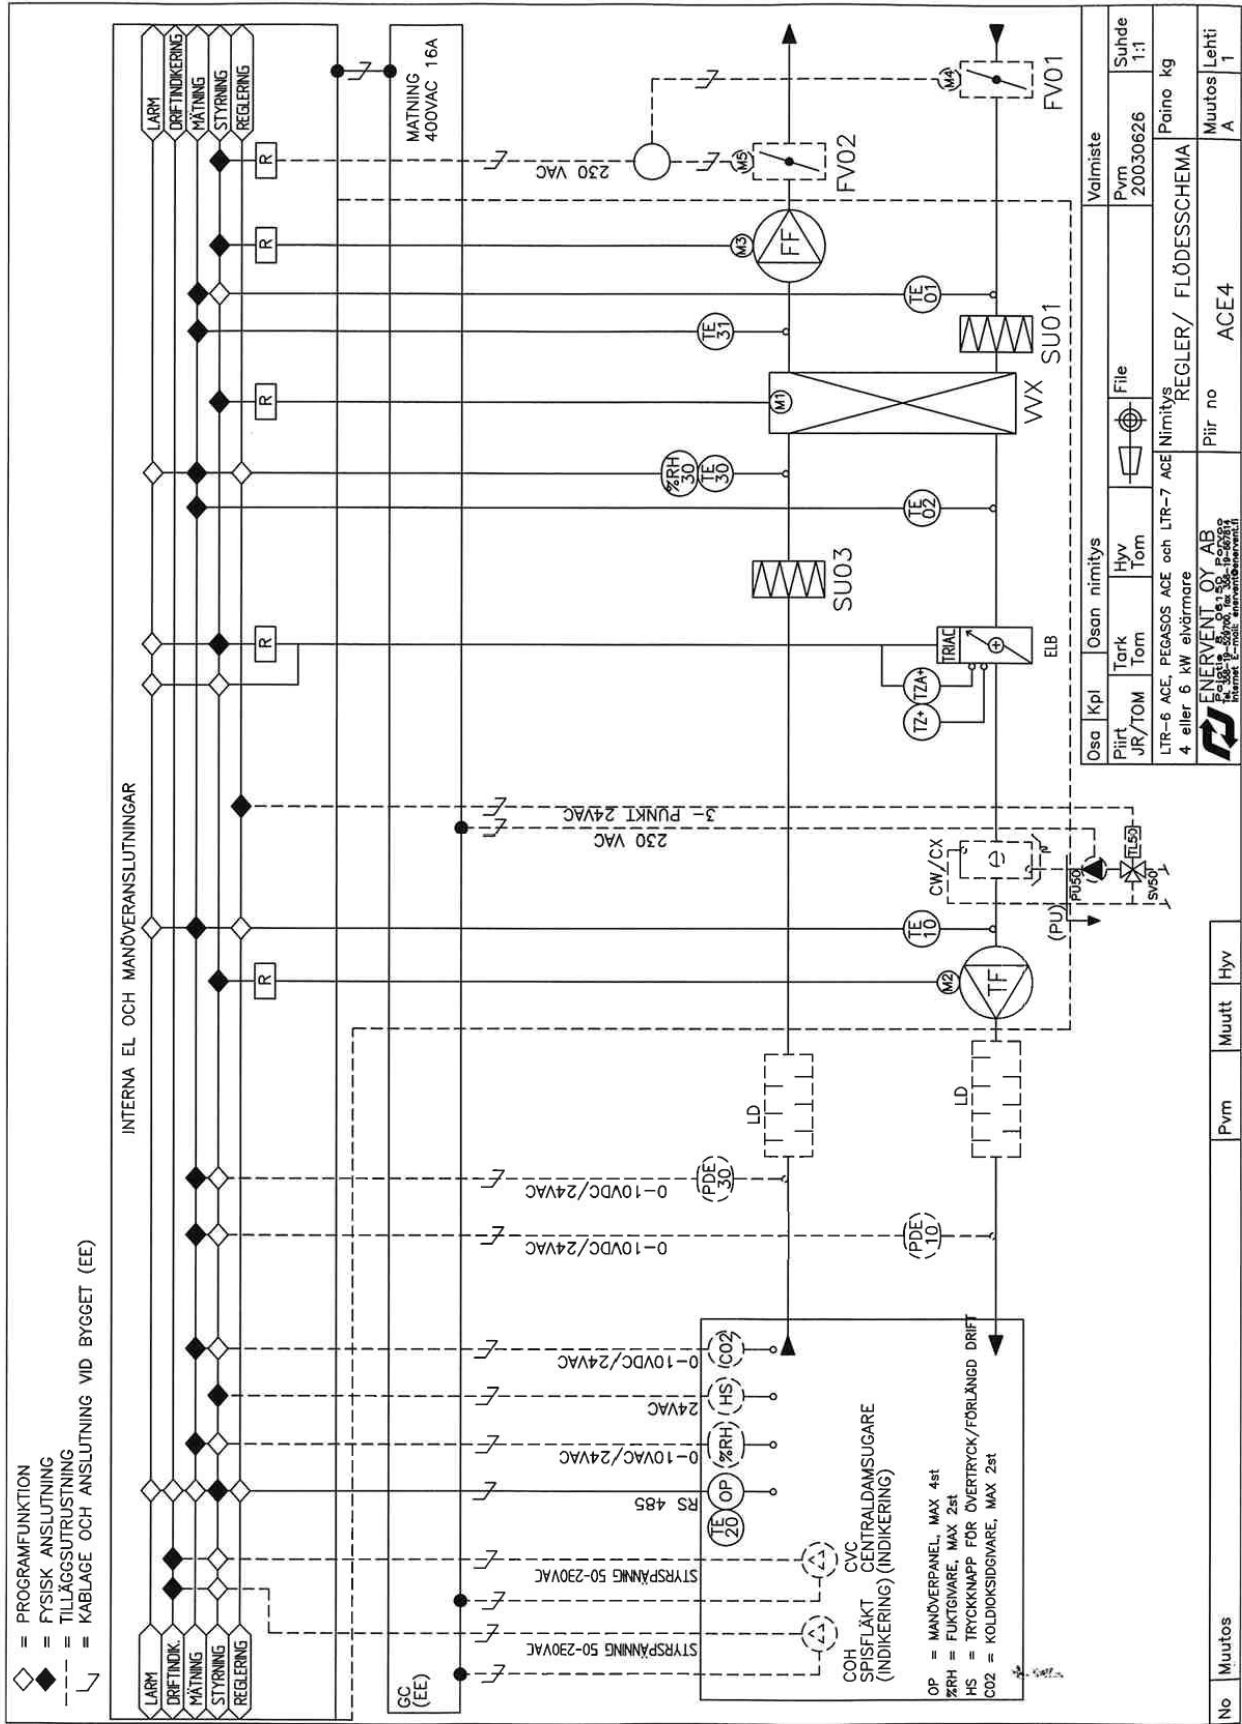 ◇ = PROGRAMFUNKTION
◆ = FYSISK ANSLUTNING
--- = TILLÄGGSUTRUSTNING
= KABLAGE OCH ANSLUTNING VID BYGGET (EE)
INTERNA EL OCH MANÖVERANSLUTNINGAR
LARM
DRIFTINDIK.
MÄTNING
STYRNING
REGLERING
LARM
DRIFTINDIKERING
MÄTNING
STYRNING
REGLERING
R
R
R
R
R
GC
(EE)
MATNING
400VAC 16A
STYRSPÄNNIG 50-230VAC
STYRSPÄNNING 50-230VAC
RS 485
0-10VAC/24VAC
24VAC
0-10VDC/24VAC
0-10VDC/24VAC
0-10VDC/24VAC
230 VAC
3- PUNKT 24VAC
230 VAC
TE
20
OP
%RH
HS
CO2
COH
SPISFLÄKT
(INDIKERING)
CVC
CENTRALDAMSUGARE
(INDIKERING)
OP = MANÖVERPANEL, MAX 4st
%RH = FUKTGIVARE, MAX 2st
HS = TRYCKKNAPP FÖR ÖVERTRYCK/FÖRLÄNGD DRIFT
CO2 = KOLDIOKSIDGIVARE, MAX 2st
PDE
10
PDE
30
LD
LD
M2
TF
TE
10
CW/CX
(PU)
PU50
TL50
SV50
TZ+
TZA+
TRIAC
ELB
SU03
TE
02
%RH
30
TE
30
M1
VVX
TE
31
SU01
TE
01
M3
FF
M5
FV02
M4
FV01
Osa
Kpl
Osan nimitys
Valmiste
Piirt
JR/TOM
Tark
Tom
Hyv
Tom
File
Pvm
20030626
Suhde
1:1
LTR-6 ACE, PEGASOS ACE och LTR-7 ACE
4 eller 6 kW elvärmare
Nimitys
REGLER/ FLÖDESSCHEMA
Paino kg
ENERVENT OY AB
Piir no
ACE4
Muutos
A
Lehti
1
No
Muutos
Pvm
Muutt
Hyv